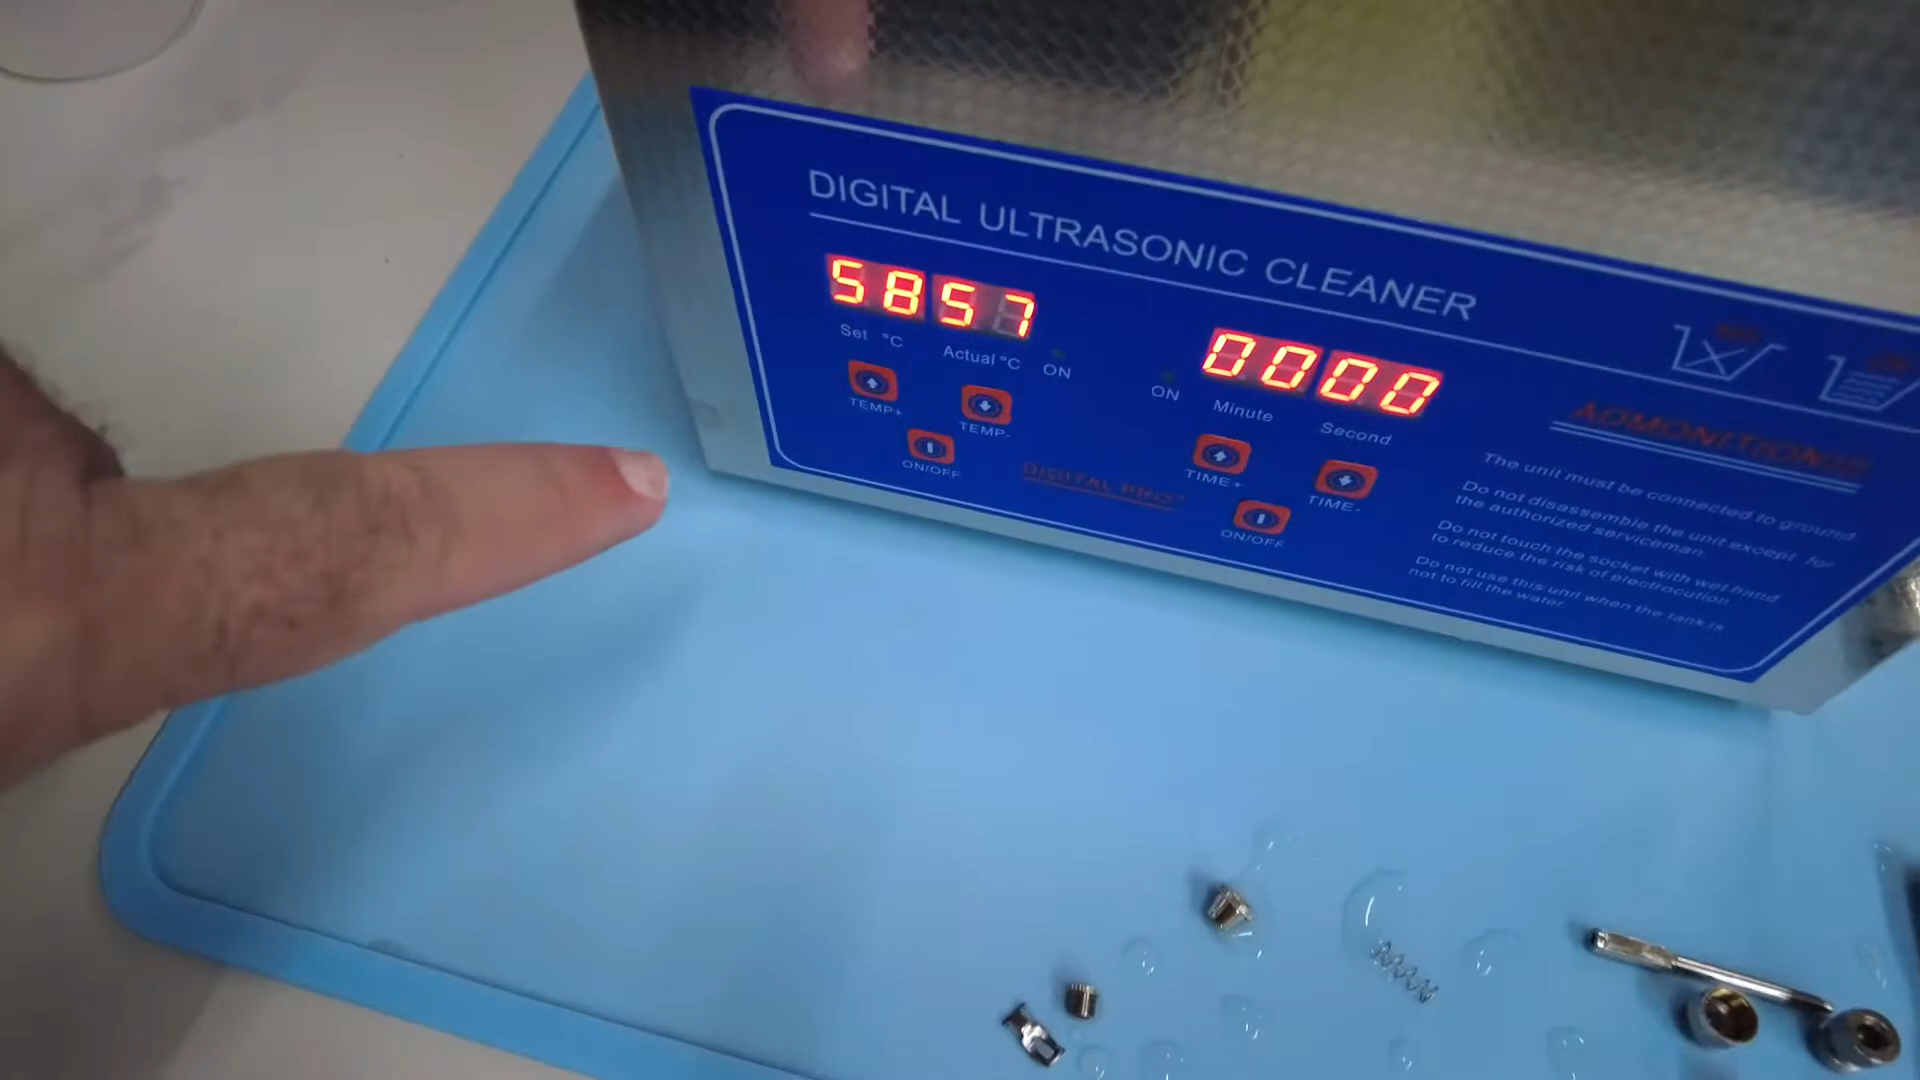 DIGITAL ULTRASONIC CLEANER
5857
Set °C
Actual °C
ON
TEMP+
TEMP-
ON/OFF
DIGITAL PRO+
ON
0000
Minute
Second
TIME+
TIME-
ON/OFF
ADMONITIONS
The unit must be connected to ground
Do not disassemble the unit except for
the authorized serviceman.
Do not touch the socket with wet hand
to reduce the risk of electrocution
Do not use this unit when the tank is
not to fill the water.